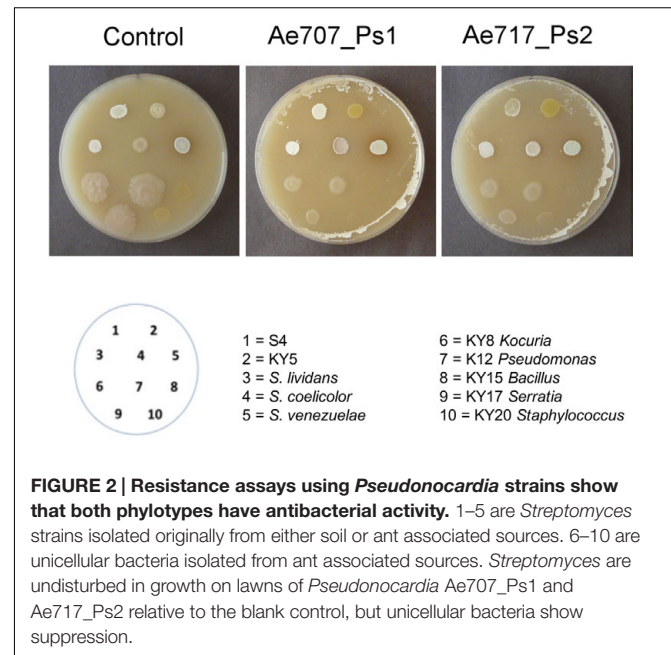 Control Ae707_Ps1 Ae717_Ps2
1 2
3 4 5
6 7 8
9 10
1 = S4
2 = KY5
3 = S. lividans
4 = S. coelicolor
5 = S. venezuelae
6 = KY8 Kocuria
7 = K12 Pseudomonas
8 = KY15 Bacillus
9 = KY17 Serratia
10 = KY20 Staphylococcus
FIGURE 2 | Resistance assays using Pseudonocardia strains show
that both phylotypes have antibacterial activity. 1–5 are Streptomyces
strains isolated originally from either soil or ant associated sources. 6–10 are
unicellular bacteria isolated from ant associated sources. Streptomyces are
undisturbed in growth on lawns of Pseudonocardia Ae707_Ps1 and
Ae717_Ps2 relative to the blank control, but unicellular bacteria show
suppression.